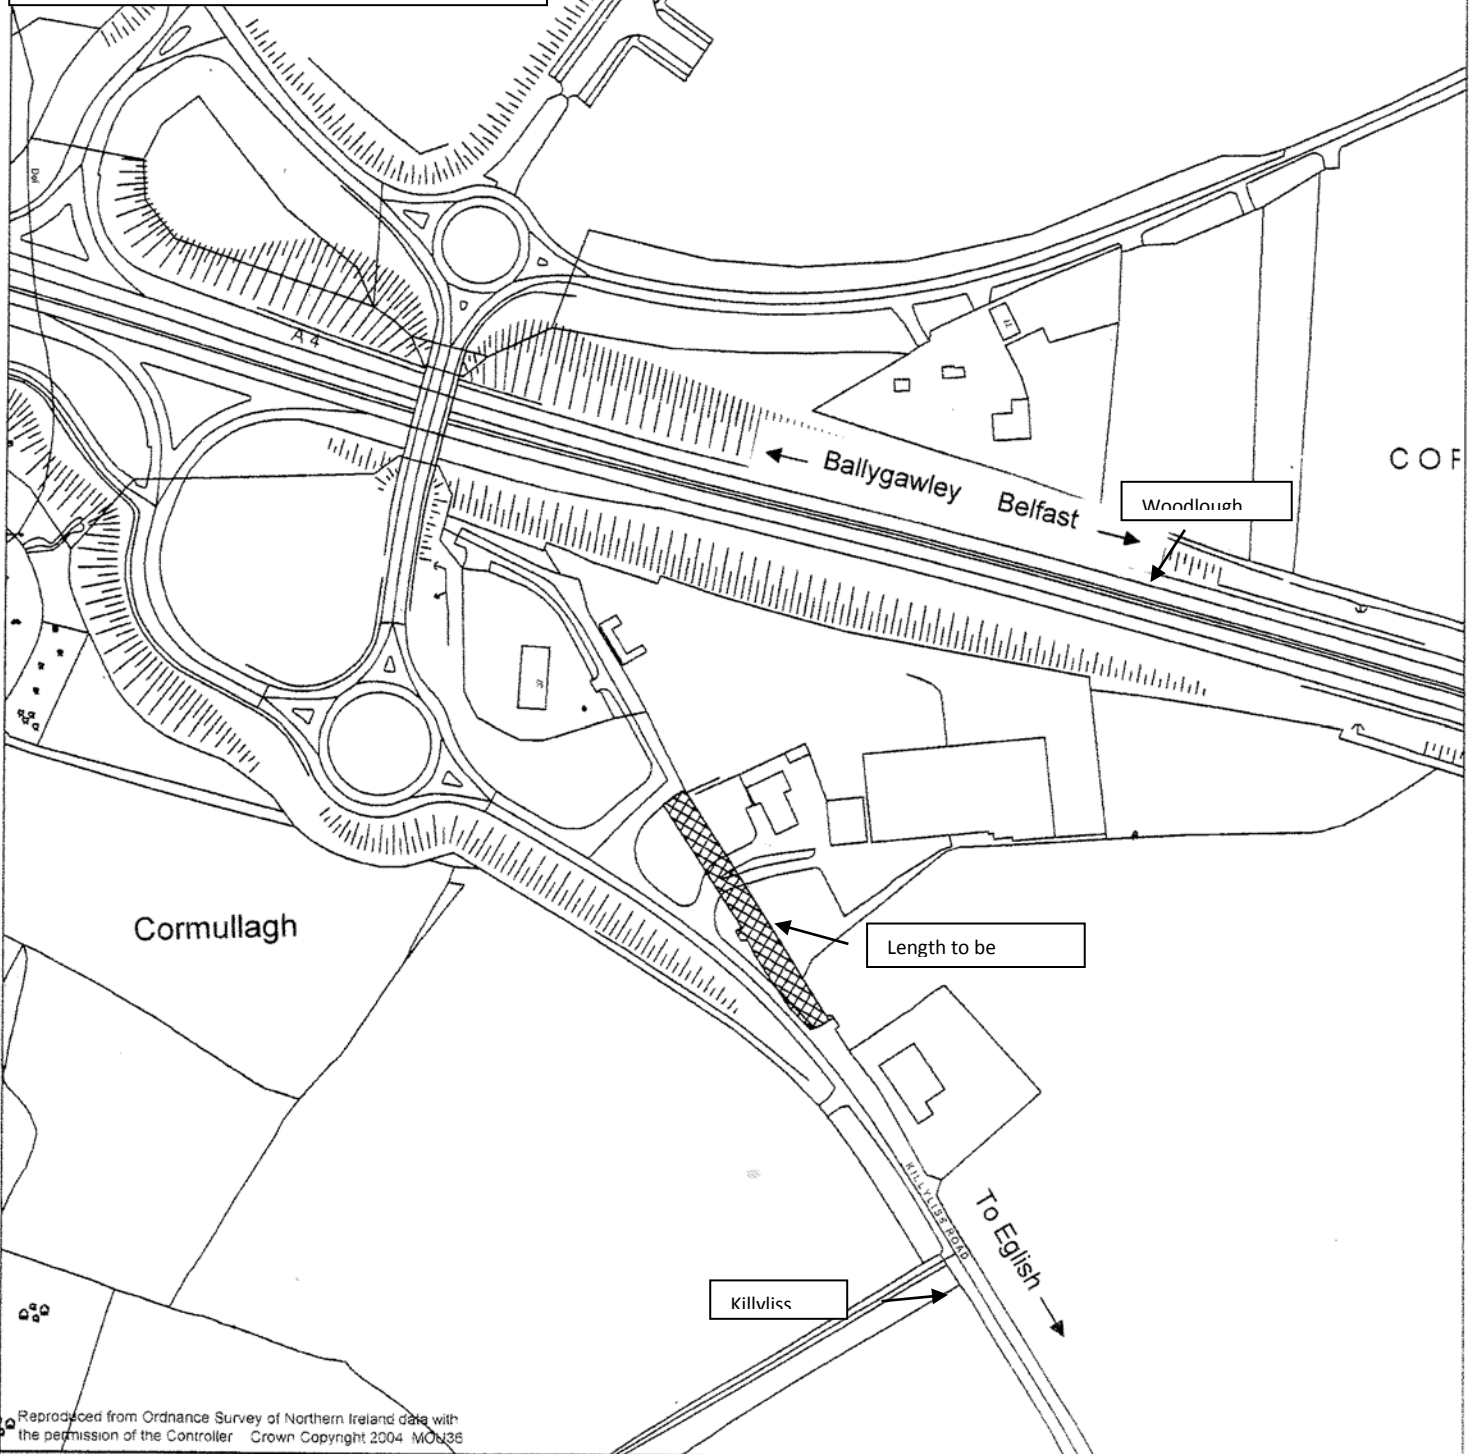 A 4
Ballygawley Belfast
COF
Woodlough
Length to be
Cormullagh
KILLYLISS ROAD
To Eglish
Killyliss
Reproduced from Ordnance Survey of Northern Ireland data with
the permission of the Controller Crown Copyright 2004 MOU36